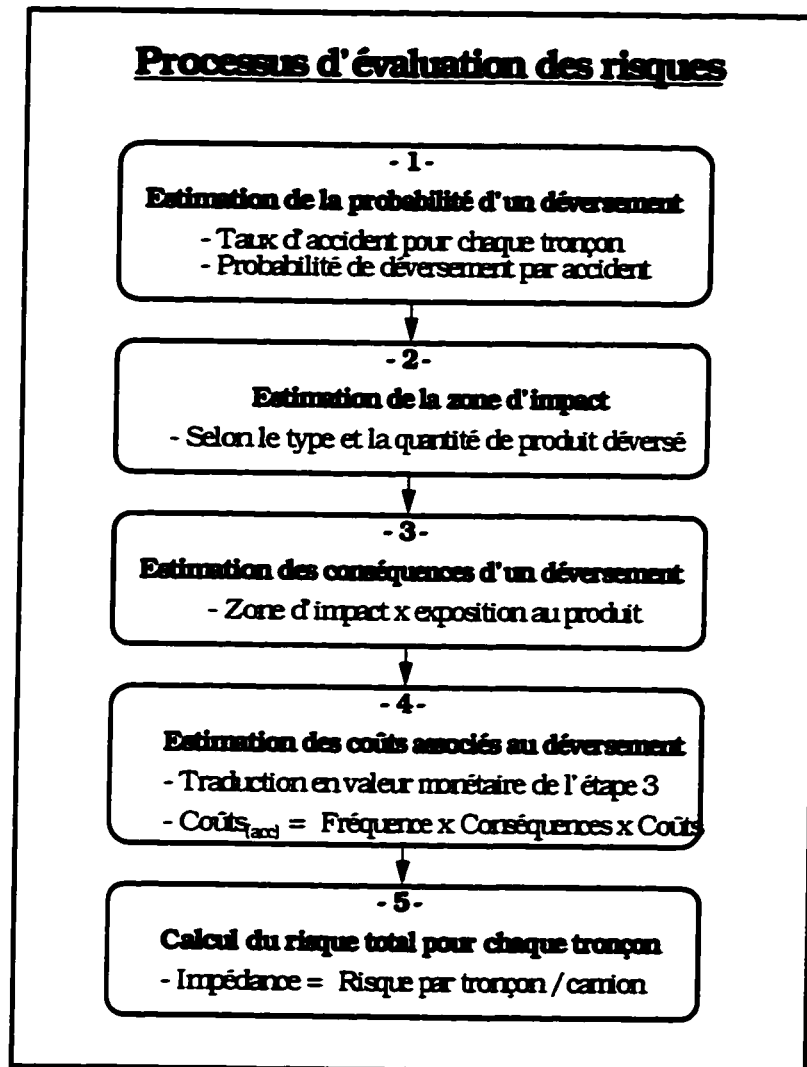 Processus d'évaluation des risques
- 1 -
Estimation de la probabilité d'un déversement
- Taux d'accident pour chaque tronçon
- Probabilité de déversement par accident
- 2 -
Estimation de la zone d'impact
- Selon le type et la quantité de produit déversé
- 3 -
Estimation des conséquences d'un déversement
- Zone d'impact x exposition au produit
- 4 -
Estimation des coûts associés au déversement
- Traduction en valeur monétaire de l'étape 3
- Coûts(acc) = Fréquence x Conséquences x Coûts
- 5 -
Calcul du risque total pour chaque tronçon
- Impédance = Risque par tronçon / camion